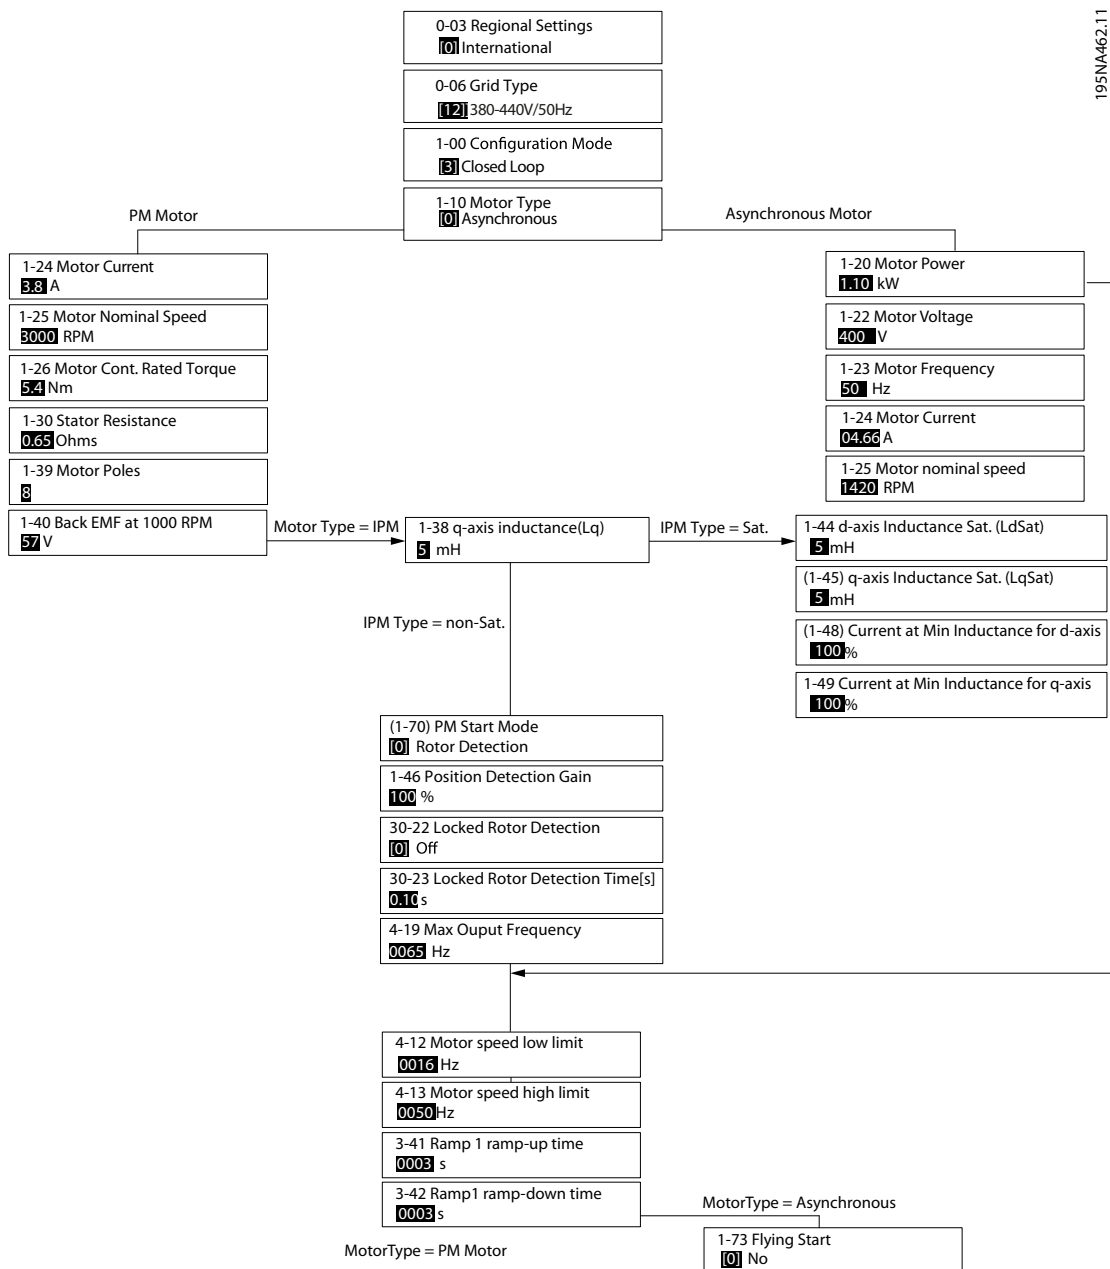 195NA462.11
0-03 Regional Settings
[0] International
0-06 Grid Type
[12] 380-440V/50Hz
1-00 Configuration Mode
[3] Closed Loop
1-10 Motor Type
[0] Asynchronous
PM Motor
Asynchronous Motor
1-24 Motor Current
3.8 A
1-25 Motor Nominal Speed
3000 RPM
1-26 Motor Cont. Rated Torque
5.4 Nm
1-30 Stator Resistance
0.65 Ohms
1-39 Motor Poles
8
1-40 Back EMF at 1000 RPM
57 V
1-20 Motor Power
1.10 kW
1-22 Motor Voltage
400 V
1-23 Motor Frequency
50 Hz
1-24 Motor Current
04.66 A
1-25 Motor nominal speed
1420 RPM
Motor Type = IPM
1-38 q-axis inductance(Lq)
5 mH
IPM Type = Sat.
1-44 d-axis Inductance Sat. (LdSat)
5 mH
(1-45) q-axis Inductance Sat. (LqSat)
5 mH
(1-48) Current at Min Inductance for d-axis
100 %
1-49 Current at Min Inductance for q-axis
100 %
IPM Type = non-Sat.
(1-70) PM Start Mode
[0] Rotor Detection
1-46 Position Detection Gain
100 %
30-22 Locked Rotor Detection
[0] Off
30-23 Locked Rotor Detection Time[s]
0.10 s
4-19 Max Ouput Frequency
0065 Hz
4-12 Motor speed low limit
0016 Hz
4-13 Motor speed high limit
0050 Hz
3-41 Ramp 1 ramp-up time
0003 s
3-42 Ramp1 ramp-down time
0003 s
MotorType = Asynchronous
MotorType = PM Motor
1-73 Flying Start
[0] No